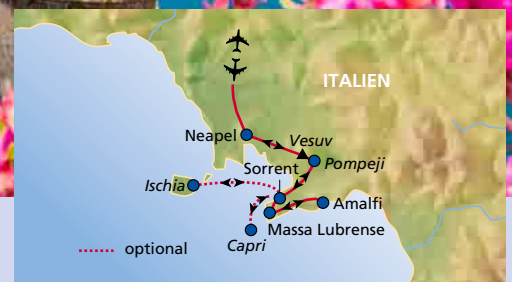 ITALIEN
Neapel
Vesuv
Sorrent
Pompeji
Ischia
Amalfi
Massa Lubrense
Capri
optional